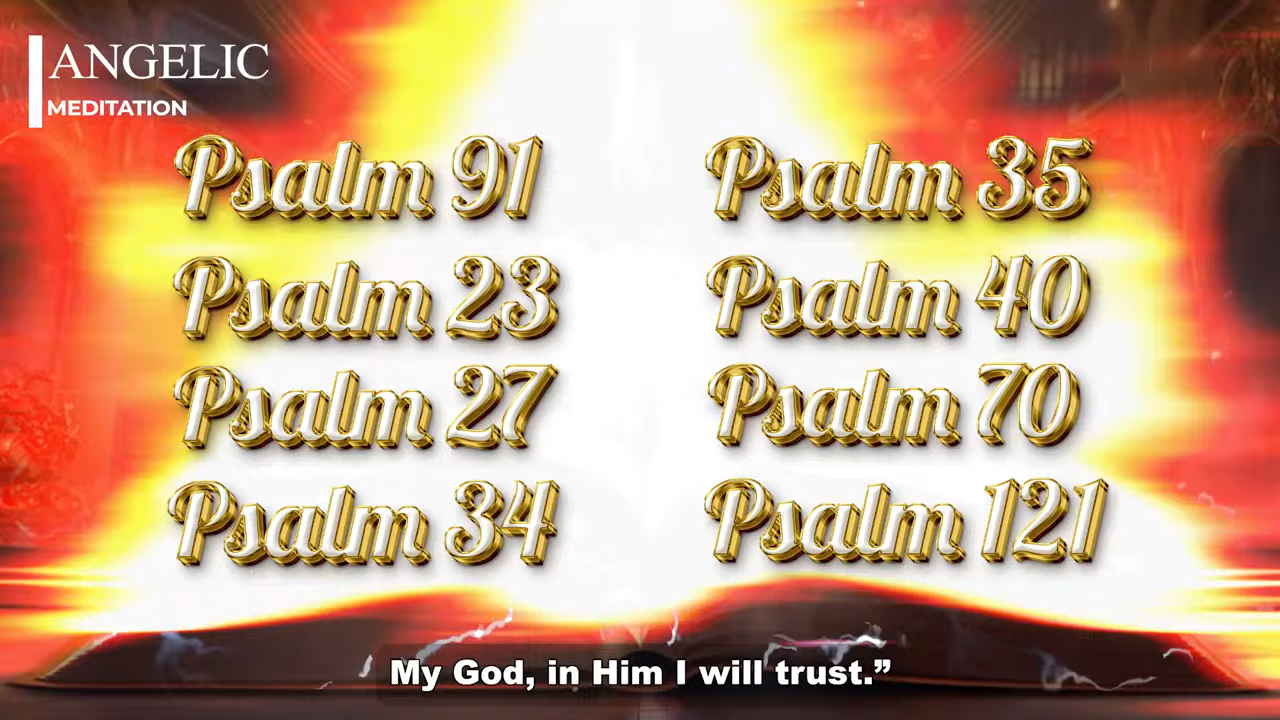 ANGELIC
MEDITATION
Psalm 91
Psalm 23
Psalm 27
Psalm 34
Psalm 35
Psalm 40
Psalm 70
Psalm 121
My God, in Him I will trust.”